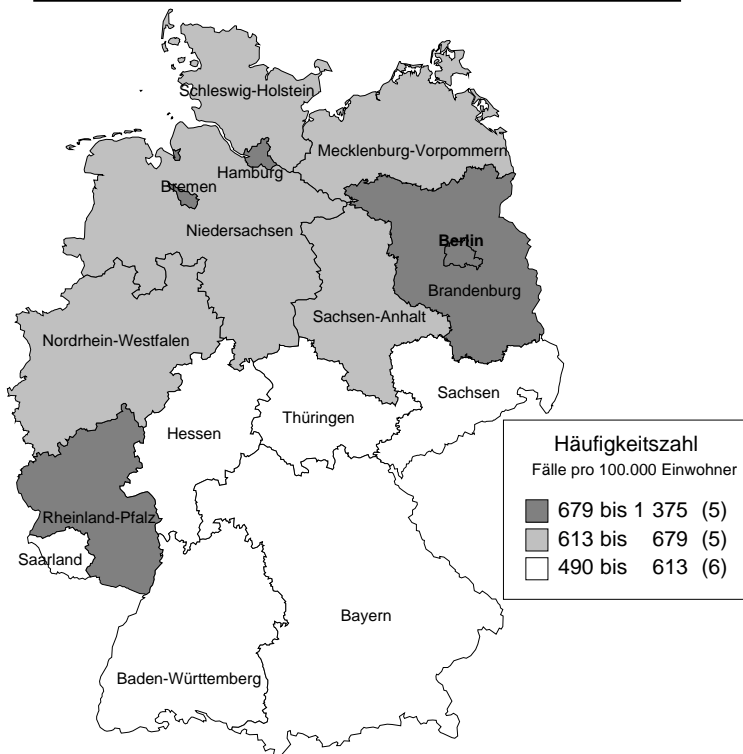 Schleswig-Holstein
Mecklenburg-Vorpommern
Hamburg
Bremen
Niedersachsen
Berlin
Brandenburg
Sachsen-Anhalt
Nordrhein-Westfalen
Sachsen
Thüringen
Hessen
Häufigkeitszahl
Fälle pro 100.000 Einwohner
679 bis 1 375 (5)
613 bis 679 (5)
490 bis 613 (6)
Rheinland-Pfalz
Saarland
Bayern
Baden-Württemberg